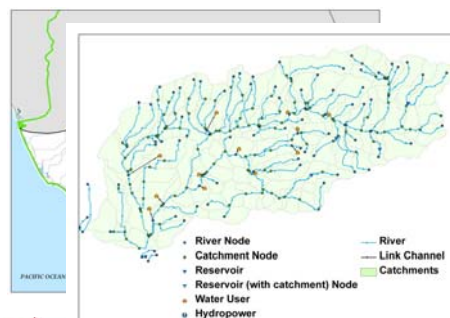 PACIFIC OCEAN
River Node
Catchment Node
Reservoir
Reservoir (with catchment) Node
Water User
Hydropower
River
Link Channel
Catchments